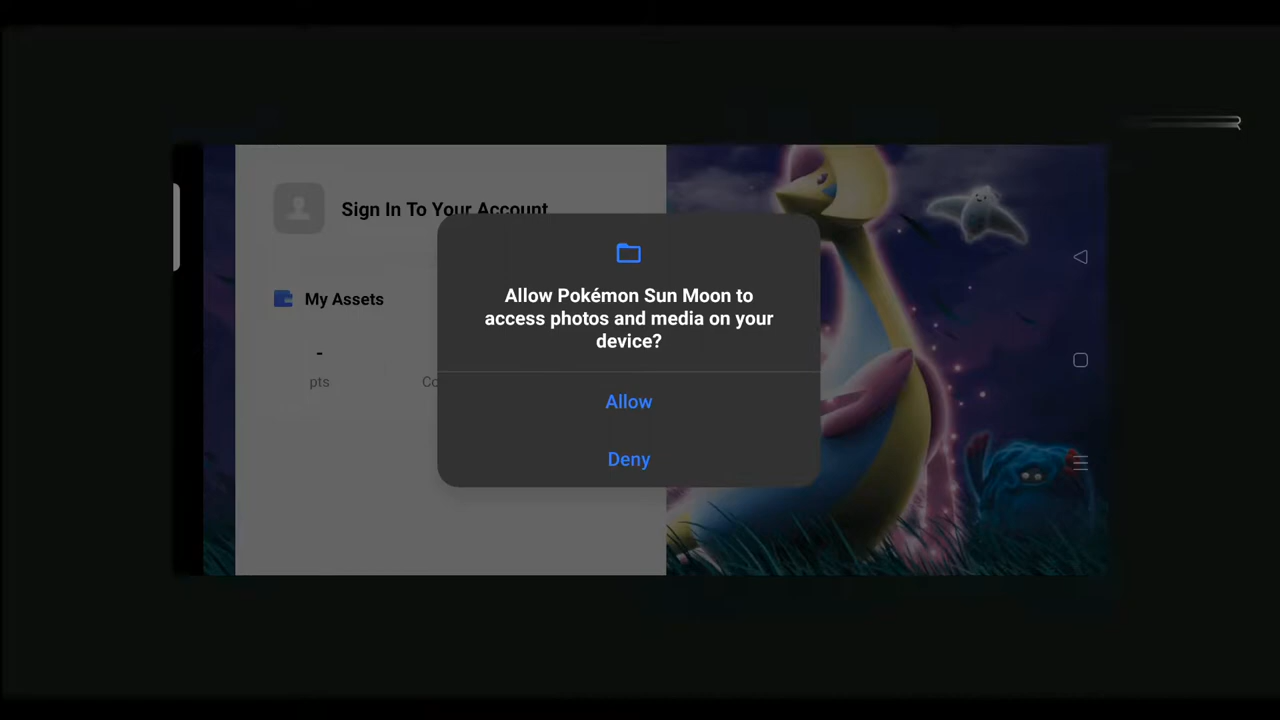 Sign In To Your Account
My Assets
-
pts
Co
Allow Pokémon Sun Moon to
access photos and media on your
device?
Allow
Deny